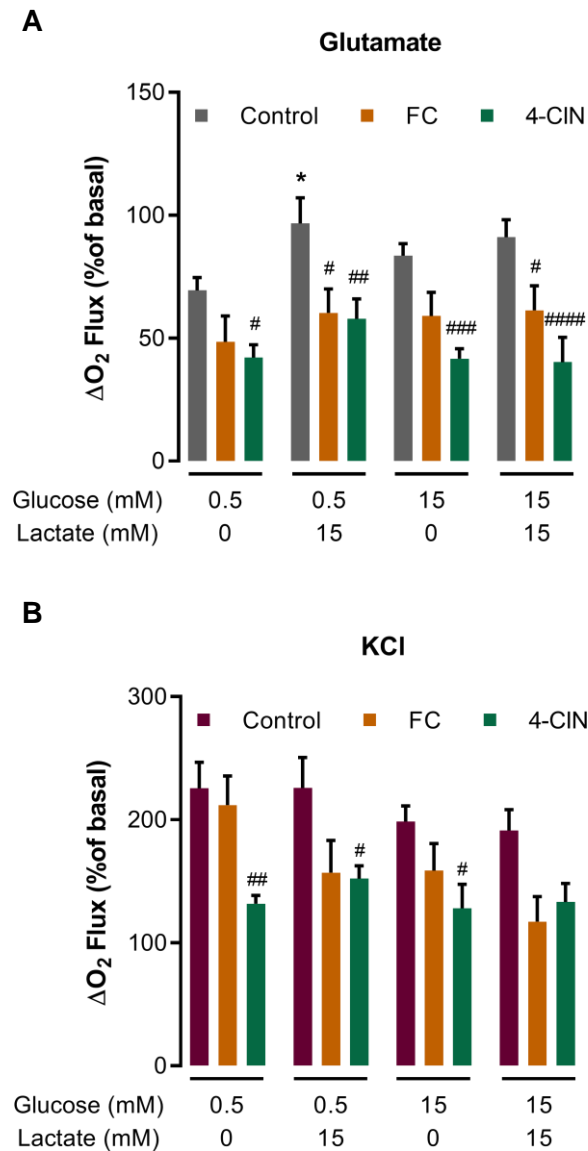 A
Glutamate
150
Control FC 4-ClN
*
# ##
#
###
#
####
100
50
0
ΔO2 Flux (%of basal)
Glucose (mM) 0.5 0.5 15 15
Lactate (mM) 0 15 0 15
B
KCl
300
Control FC 4-ClN
200
##
#
#
100
0
ΔO2 Flux (%of basal)
Glucose (mM) 0.5 0.5 15 15
Lactate (mM) 0 15 0 15